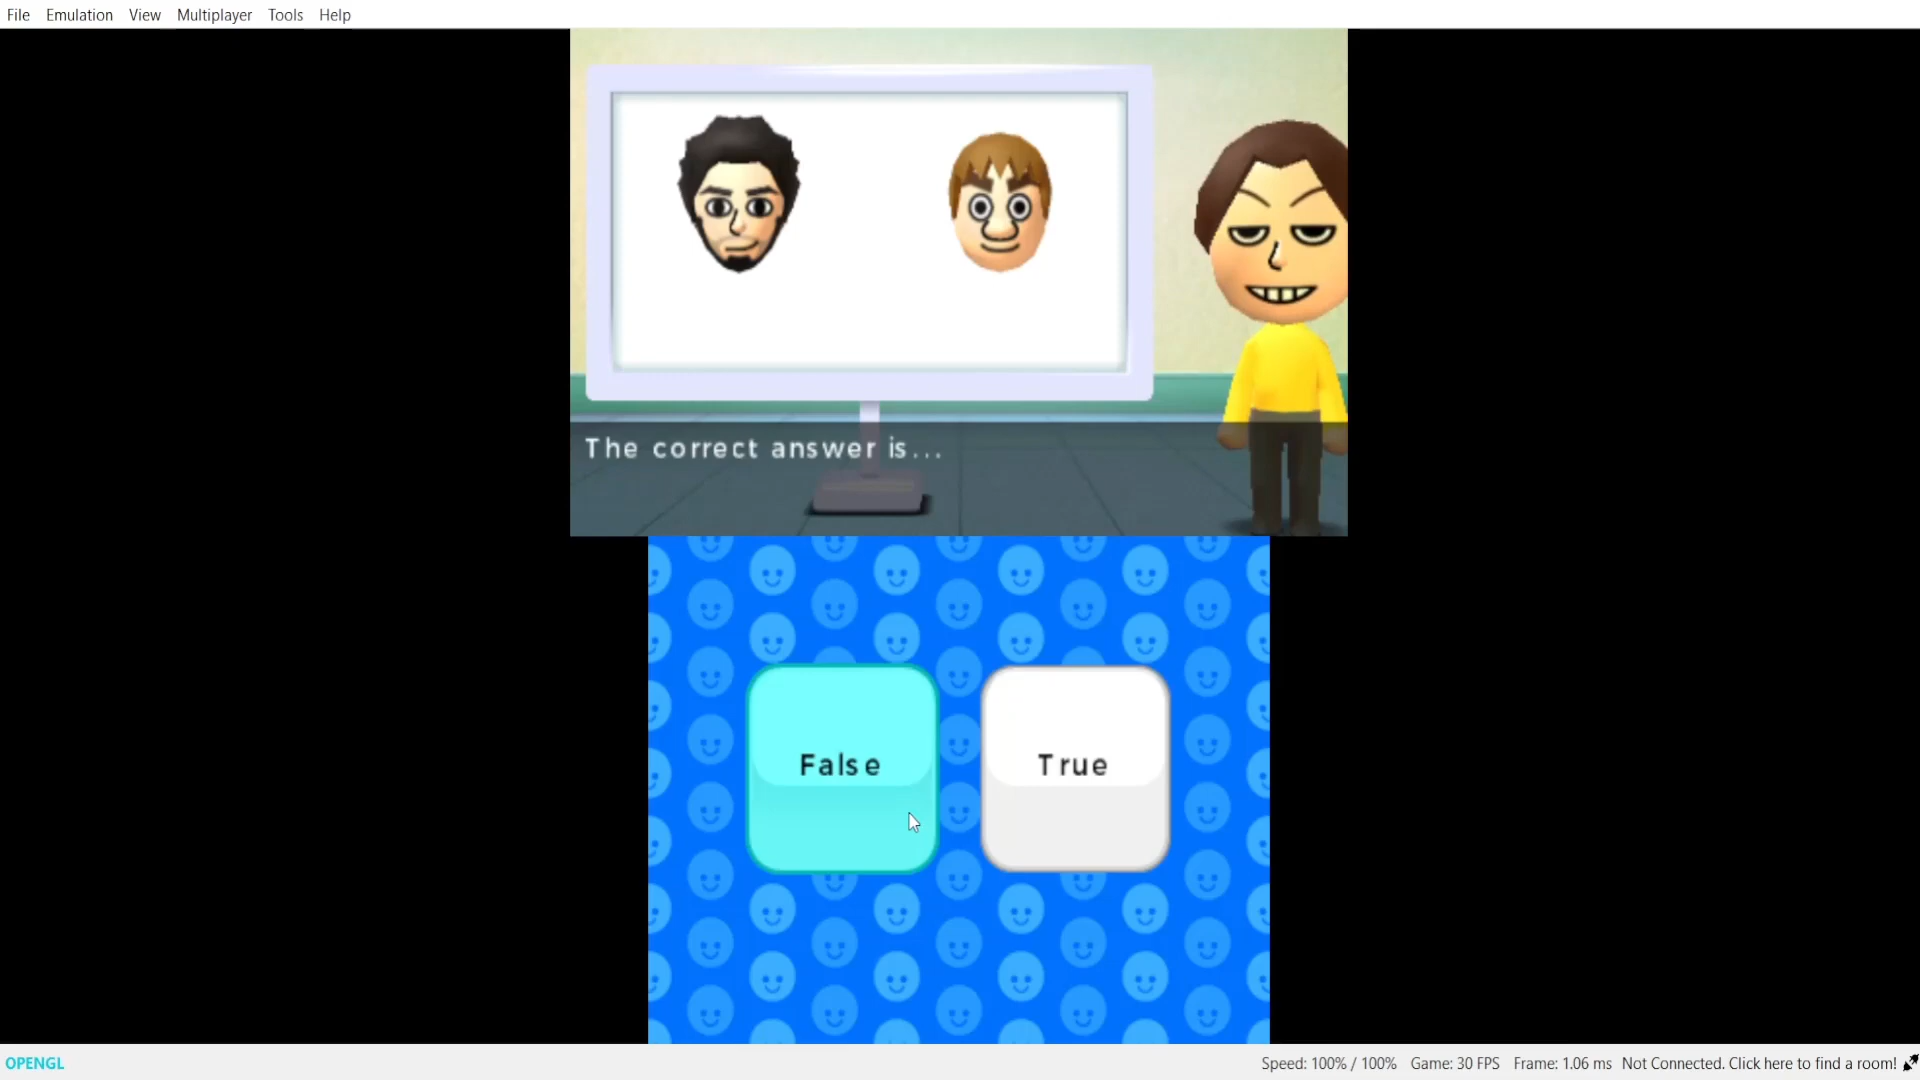 File Emulation View Multiplayer Tools Help
The correct answer is...
False True
OPENGL Speed: 100% / 100% Game: 30 FPS Frame: 1.06 ms Not Connected. Click here to find a room!